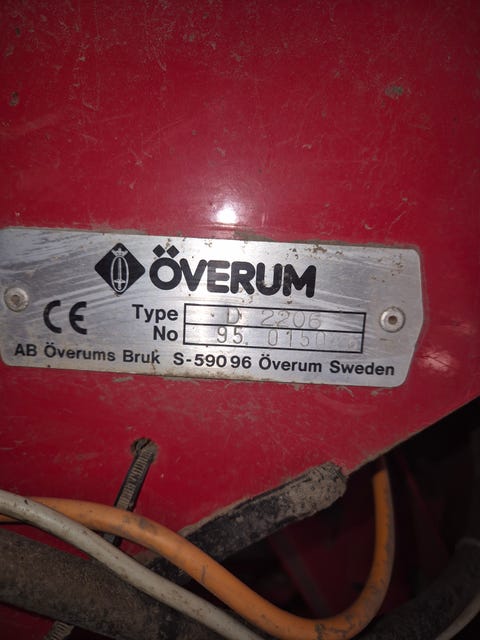 ÖVERUM
CE
Type D 2206
No 95. 0150
AB Överums Bruk S-590 96 Överum Sweden